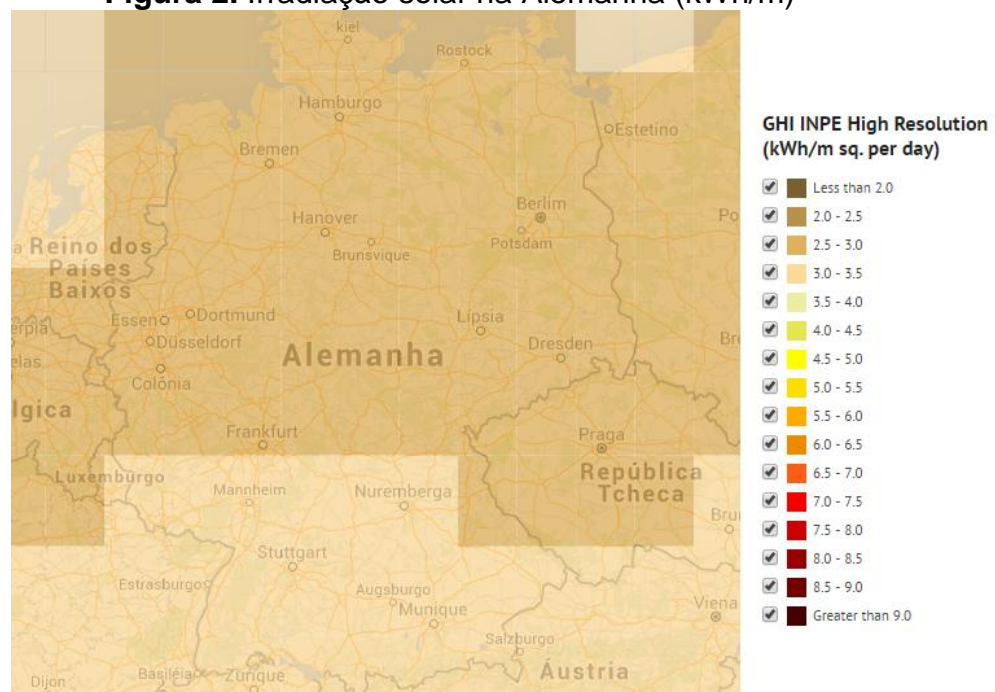 Figura 2. Irradiação solar na Alemanha (kWh/m)
kiel
Rostock
Hamburgo
Estetino
Bremen
Berlim
Hanover
Potsdam
Po
Brunsvique
a Reino dos
Países
Baixos
Essen
Dortmund
Lípsia
Düsseldorf
Dresden
Bre
elas
Alemanha
Colônia
lgica
Frankfurt
Praga
Luxemburgo
República
Tcheca
Mannheim
Nuremberga
Bru
Stuttgart
Estrasburgo
Augsburgo
Munique
Viena
Salzburgo
Áustria
Dijon
Basiléia
Zurique
GHI INPE High Resolution
(kWh/m sq. per day)
Less than 2.0
2.0 - 2.5
2.5 - 3.0
3.0 - 3.5
3.5 - 4.0
4.0 - 4.5
4.5 - 5.0
5.0 - 5.5
5.5 - 6.0
6.0 - 6.5
6.5 - 7.0
7.0 - 7.5
7.5 - 8.0
8.0 - 8.5
8.5 - 9.0
Greater than 9.0